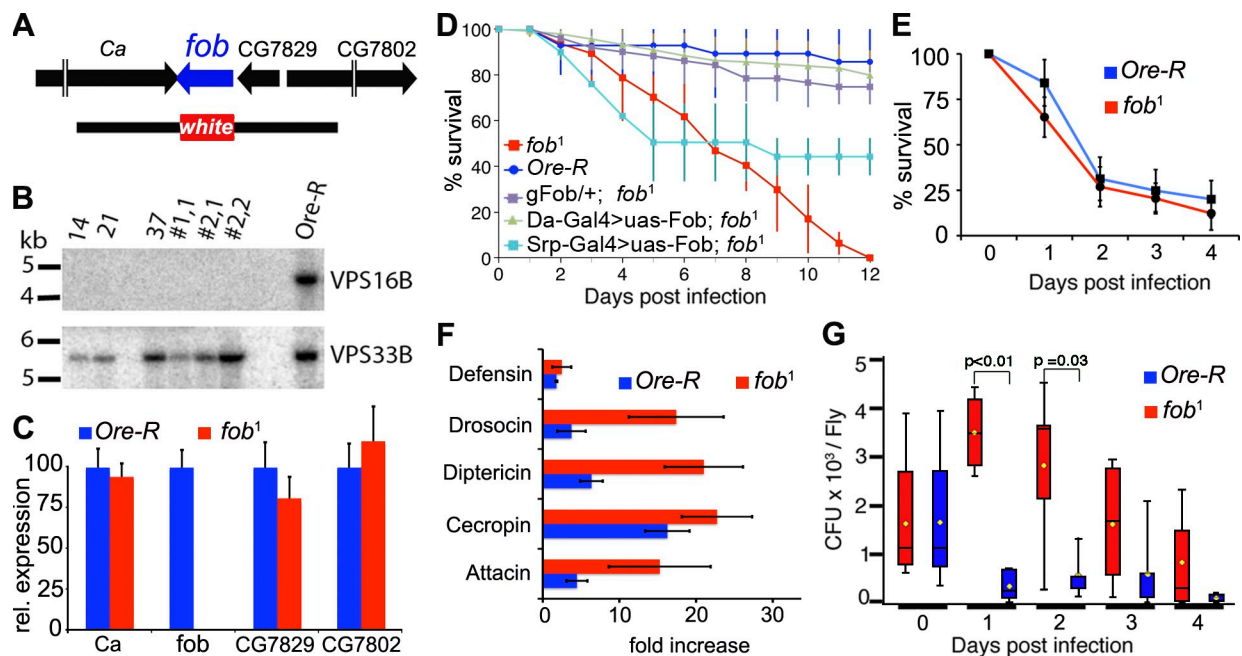 A
Ca fob CG7829 CG7802
white
B
14 21 37 #1,1 #2,1 #2,2 Ore-R
kb
5
4
VPS16B
6
5
VPS33B
C
Ore-R fob¹
100
75
50
25
0
rel. expression
Ca fob CG7829 CG7802
D
100
80
60
40
20
0
% survival
fob¹
Ore-R
gFob/+; fob¹
Da-Gal4>uas-Fob; fob¹
Srp-Gal4>uas-Fob; fob¹
0 2 4 6 8 10 12
Days post infection
E
100
75
50
25
% survival
Ore-R
fob¹
0 1 2 3 4
Days post infection
F
Ore-R fob¹
Defensin
Drosocin
Diptericin
Cecropin
Attacin
0 10 20 30
fold increase
G
p<0.01
p =0.03
Ore-R
fob¹
5
4
3
2
1
0
CFU x 10³ / Fly
0 1 2 3 4
Days post infection